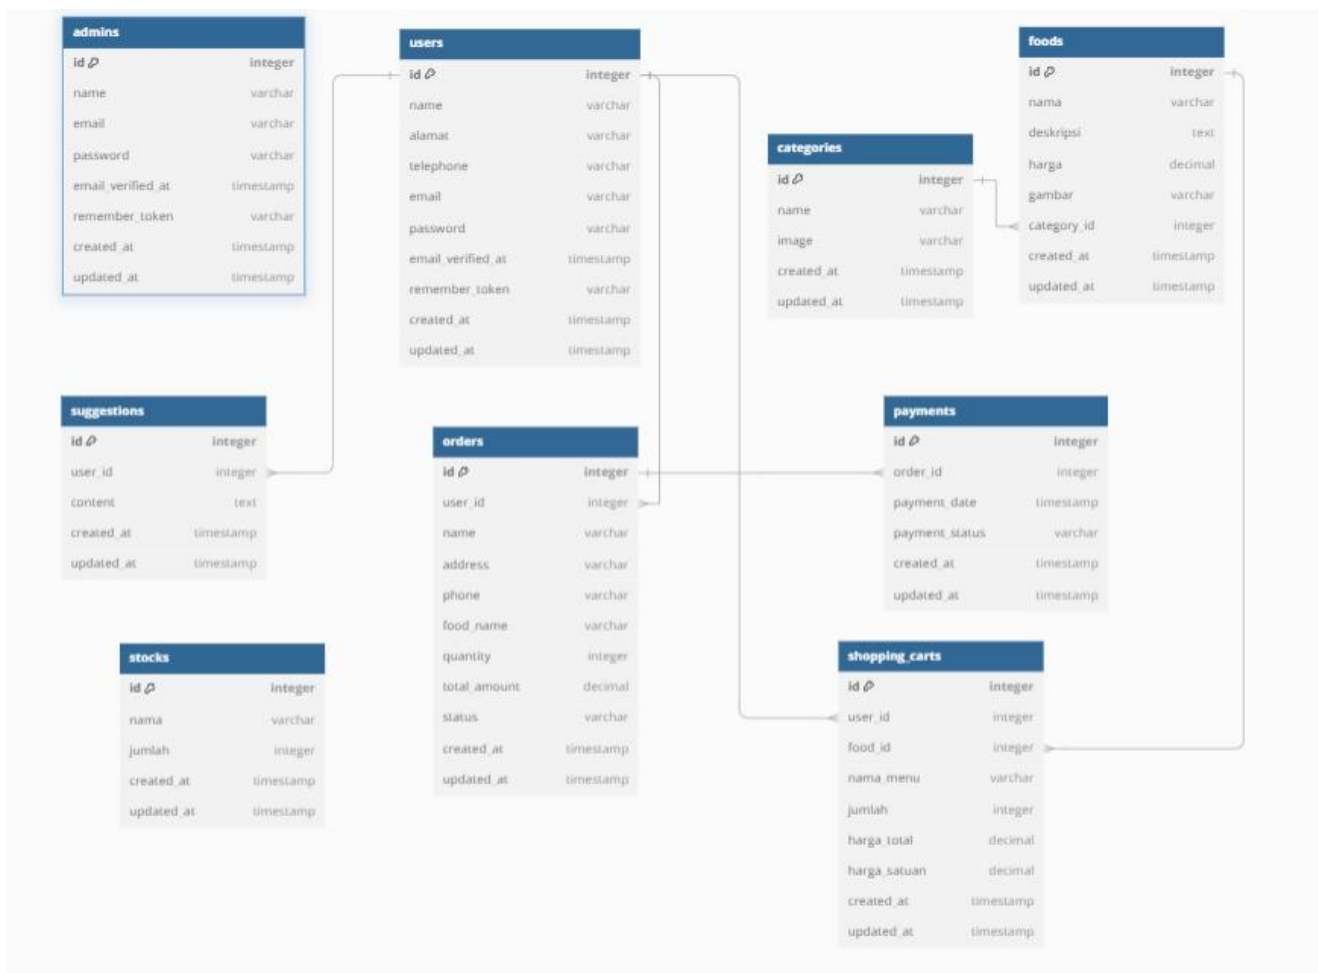 admins
id integer
name varchar
email varchar
password varchar
email_verified_at timestamp
remember_token varchar
created_at timestamp
updated_at timestamp
users
id integer
name varchar
alamat varchar
telephone varchar
email varchar
password varchar
email_verified_at timestamp
remember_token varchar
created_at timestamp
updated_at timestamp
categories
id integer
name varchar
image varchar
created_at timestamp
updated_at timestamp
foods
id integer
nama varchar
deskripsi text
harga decimal
gambar varchar
category_id integer
created_at timestamp
updated_at timestamp
suggestions
id integer
user_id integer
content text
created_at timestamp
updated_at timestamp
orders
id integer
user_id integer
name varchar
address varchar
phone varchar
food_name varchar
quantity integer
total_amount decimal
status varchar
created_at timestamp
updated_at timestamp
payments
id integer
order_id integer
payment_date timestamp
payment_status varchar
created_at timestamp
updated_at timestamp
stocks
id integer
nama varchar
jumlah integer
created_at timestamp
updated_at timestamp
shopping_carts
id integer
user_id integer
food_id integer
nama_menu varchar
jumlah integer
harga_total decimal
harga_satuan decimal
created_at timestamp
updated_at timestamp